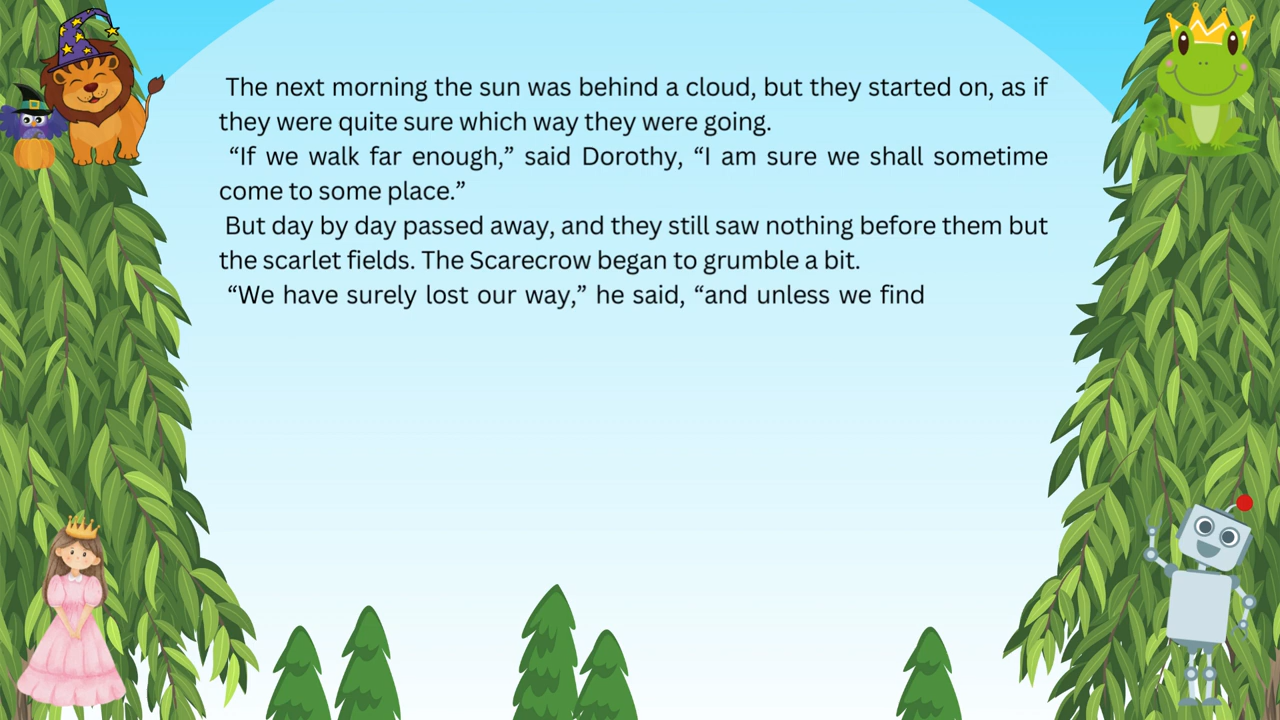 The next morning the sun was behind a cloud, but they started on, as if
they were quite sure which way they were going.
“If we walk far enough,” said Dorothy, “I am sure we shall sometime
come to some place.”
But day by day passed away, and they still saw nothing before them but
the scarlet fields. The Scarecrow began to grumble a bit.
“We have surely lost our way,” he said, “and unless we find